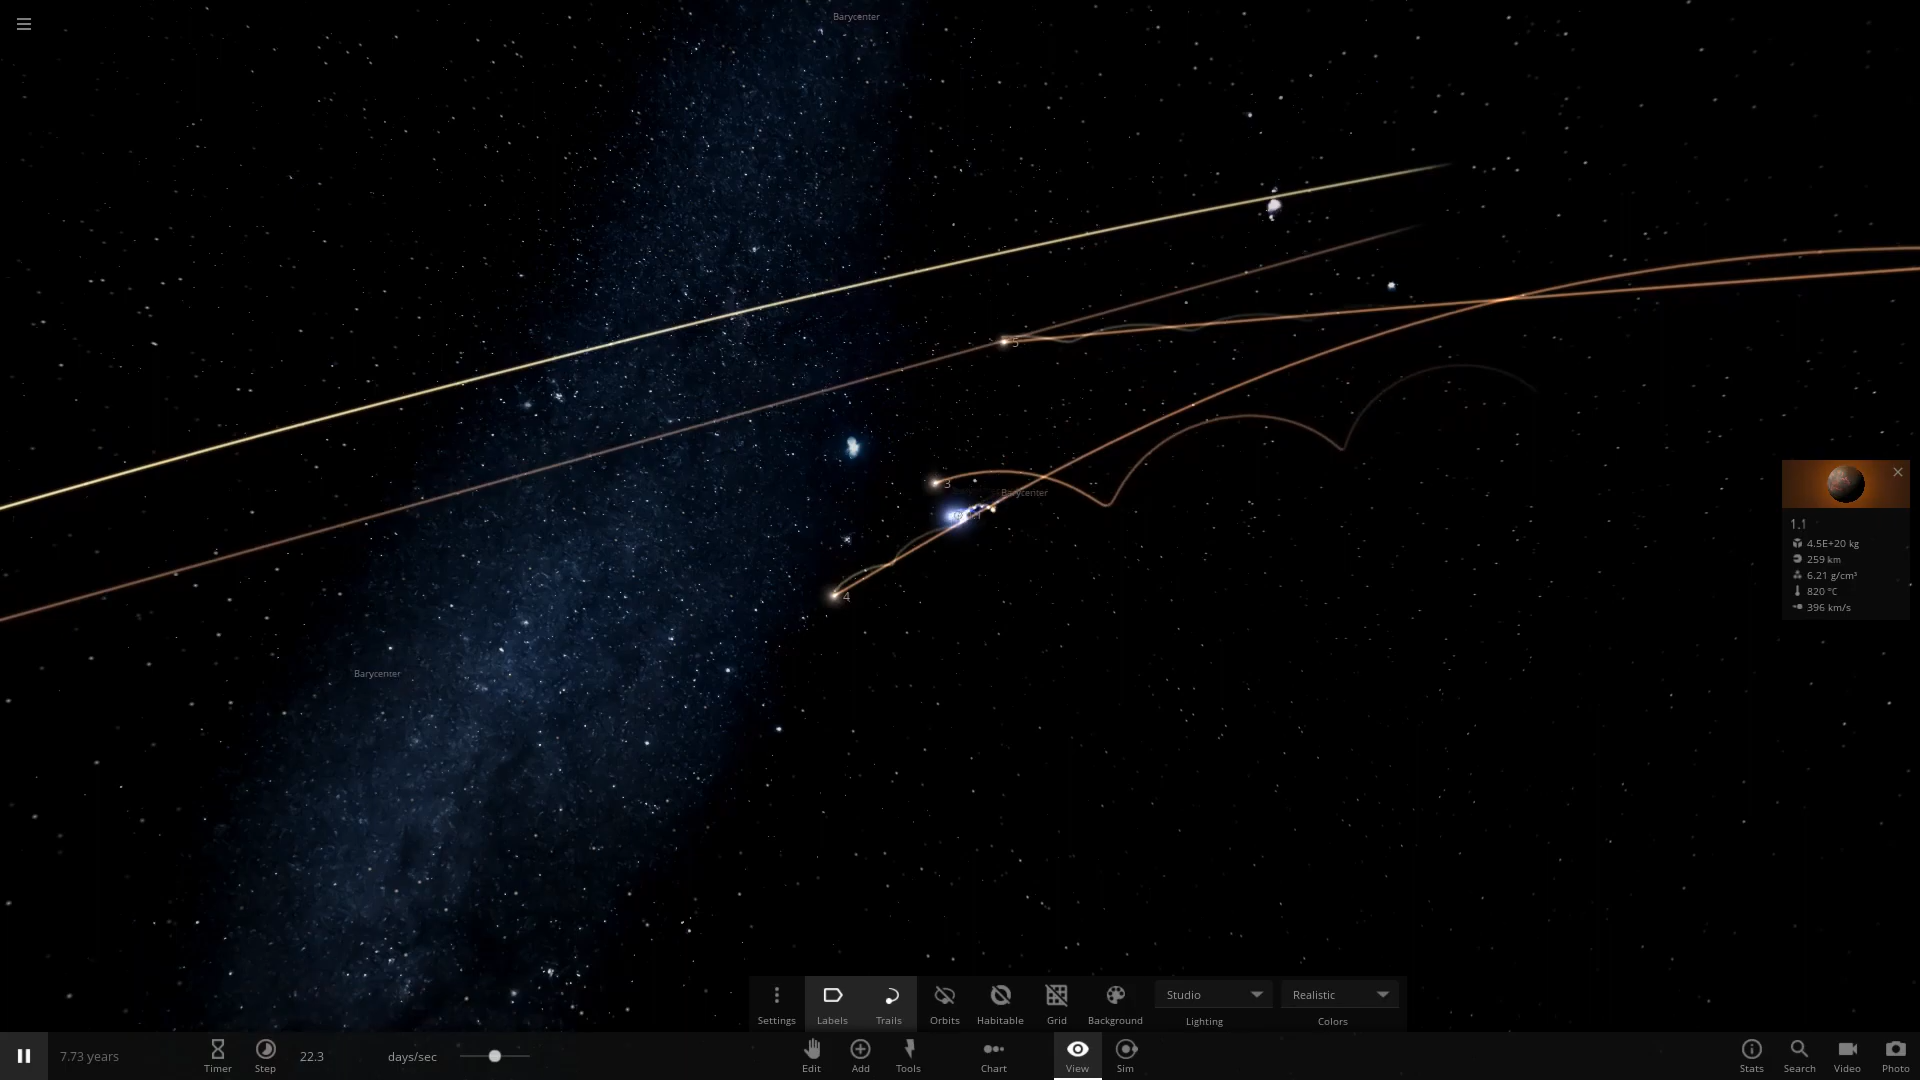 Barycenter
5
3
Barycenter
4
Barycenter
1.1
4.5E+20 kg
259 km
6.21 g/cm³
820 °C
396 km/s
Settings
Labels
Trails
Orbits
Habitable
Grid
Background
Studio
Lighting
Realistic
Colors
7.73 years
Timer
Step
22.3
days/sec
Edit
Add
Tools
Chart
View
Sim
Stats
Search
Video
Photo